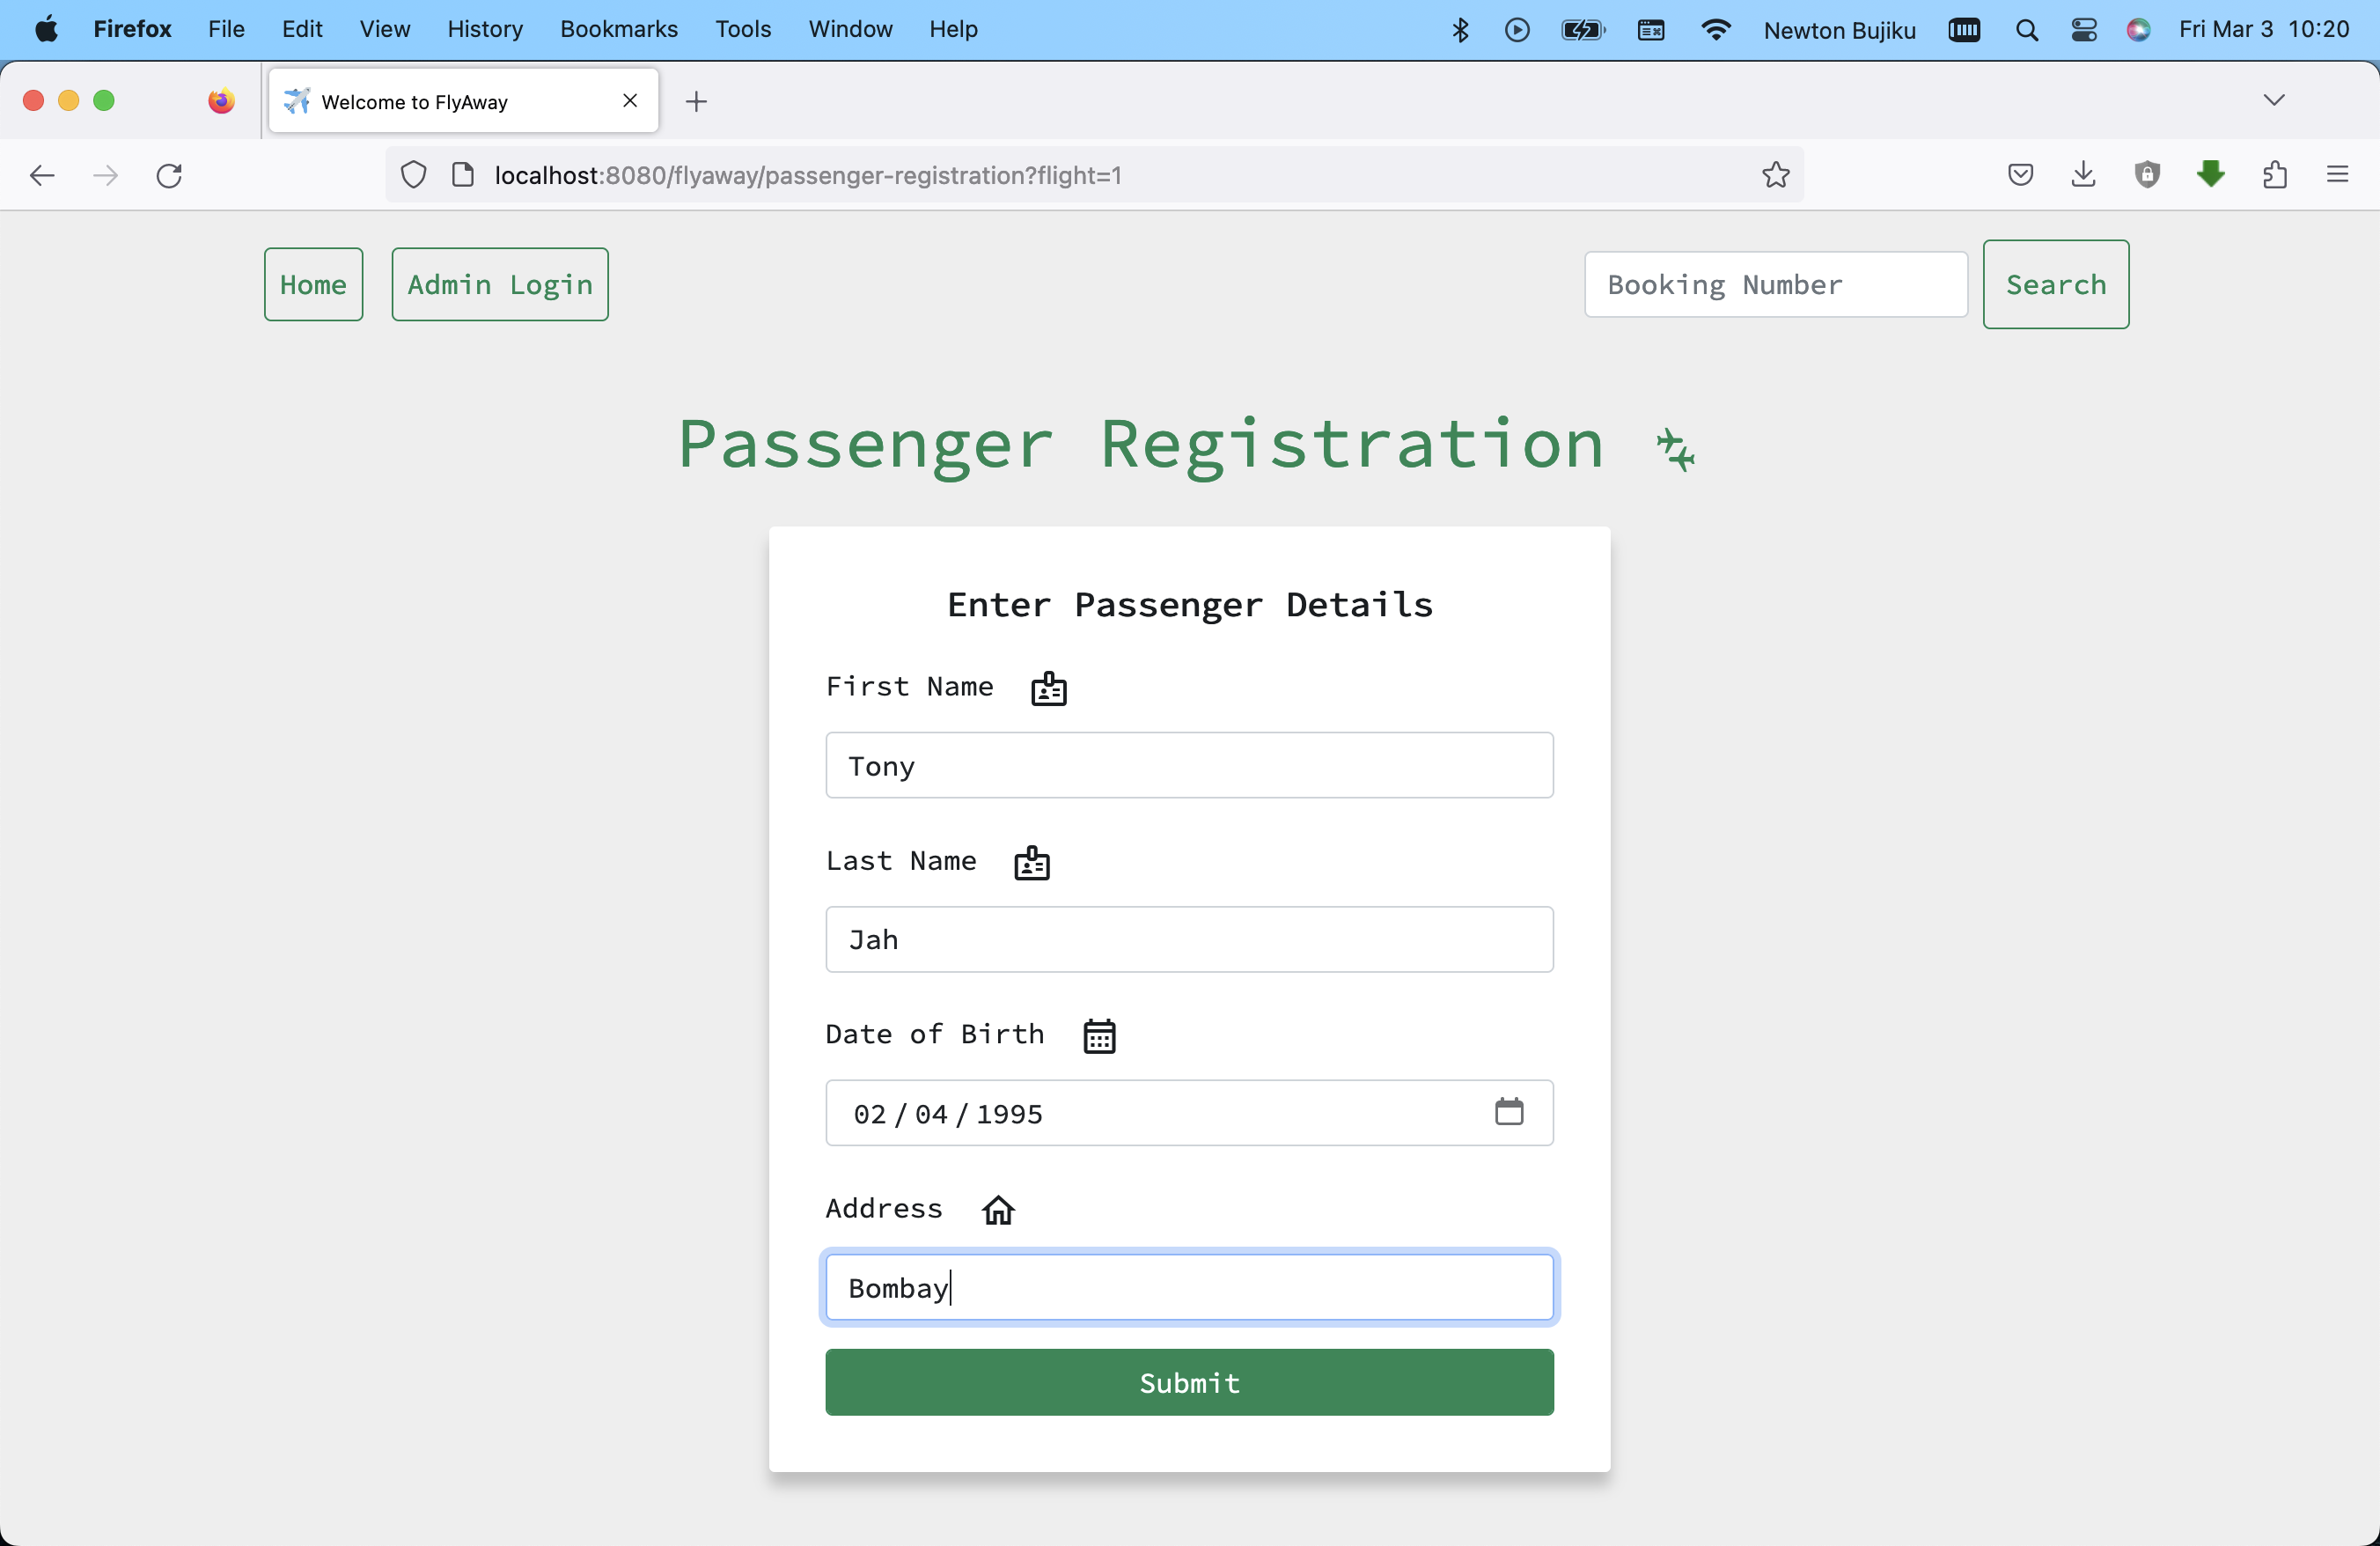 Firefox File Edit View History Bookmarks Tools Window Help Newton Bujiku Fri Mar 3 10:20
Welcome to FlyAway
localhost:8080/flyaway/passenger-registration?flight=1
Home Admin Login Booking Number Search
Passenger Registration
Enter Passenger Details
First Name
Tony
Last Name
Jah
Date of Birth
02/04/1995
Address
Bombay
Submit